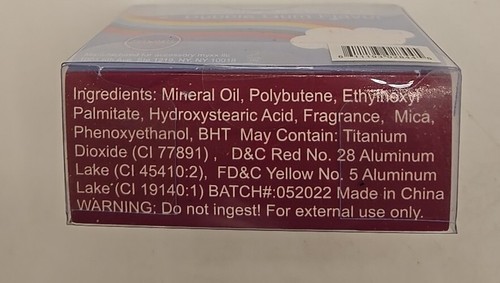 Ingredients: Mineral Oil, Polybutene, Ethylhexyl
Palmitate, Hydroxystearic Acid, Fragrance, Mica,
Phenoxyethanol, BHT May Contain: Titanium
Dioxide (CI 77891) , D&C Red No. 28 Aluminum
Lake (CI 45410:2), FD&C Yellow No. 5 Aluminum
Lake (CI 19140:1) BATCH#:052022 Made in China
WARNING: Do not ingest! For external use only.